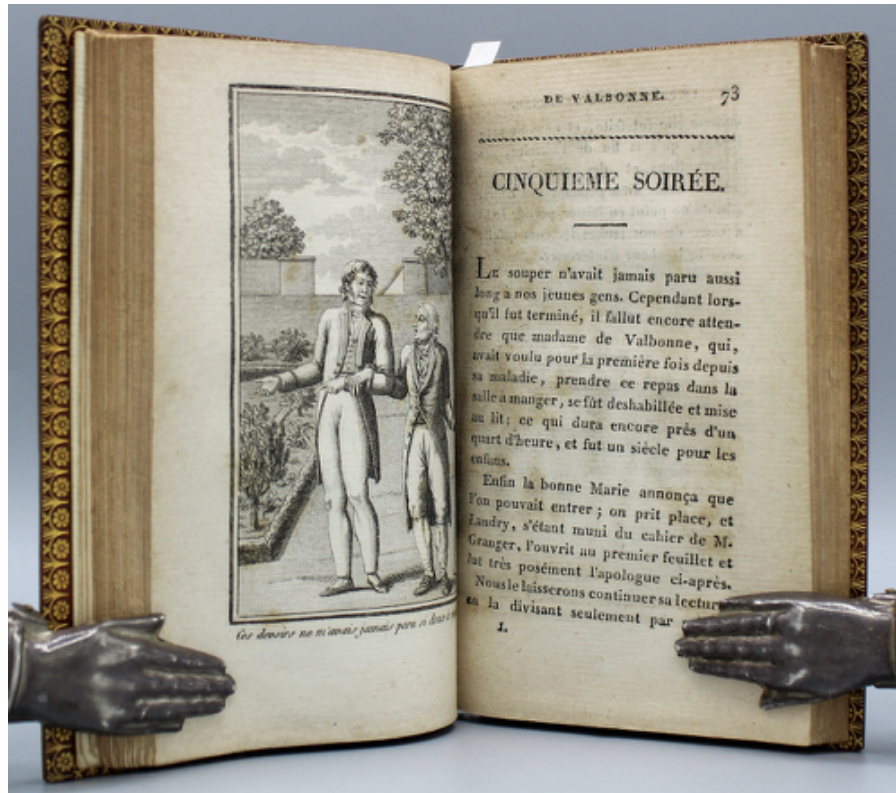 Ces devoirs ne m'avais jamais paru si doux à
DE VALBONNE. 73
CINQUIEME SOIRÉE.
LE souper n'avait jamais paru aussi
long a nos jeunes gens. Cependant lors-
qu'il fut terminé, il fallut encore atten-
dre que madame de Valbonne, qui,
avait voulu pour la première fois depuis
sa maladie, prendre ce repas dans la
salle a manger, se fût deshabillée et mise
au lit; ce qui dura encore près d'un
quart d'heure, et fut un siècle pour les
enfans.
Enfin la bonne Marie annonça que
l'on pouvait entrer; on prit place, et
Landry, s'étant muni du cahier de M.
Granger, l'ouvrit au premier feuillet et
lut très posément l'apologue ci-après.
Nous le laisserons continuer sa lecture
en la divisant seulement par
1.